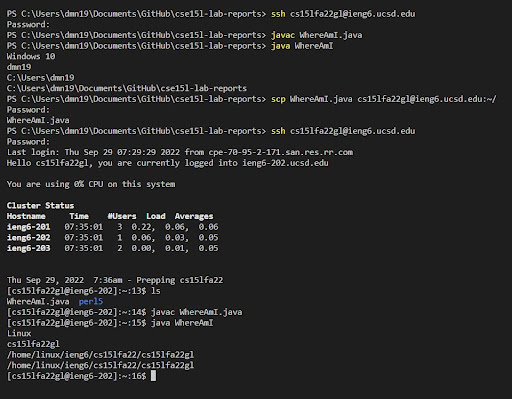 PS C:\Users\dmn19\Documents\GitHub\cse15l-lab-reports> ssh cs15lfa22gl@ieng6.ucsd.edu
Password:
PS C:\Users\dmn19\Documents\GitHub\cse15l-lab-reports> javac WhereAmI.java
PS C:\Users\dmn19\Documents\GitHub\cse15l-lab-reports> java WhereAmI
Windows 10
dmn19
C:\Users\dmn19
C:\Users\dmn19\Documents\GitHub\cse15l-lab-reports
PS C:\Users\dmn19\Documents\GitHub\cse15l-lab-reports> scp WhereAmI.java cs15lfa22gl@ieng6.ucsd.edu:~/
Password:
WhereAmI.java
PS C:\Users\dmn19\Documents\GitHub\cse15l-lab-reports> ssh cs15lfa22gl@ieng6.ucsd.edu
Password:
Last login: Thu Sep 29 07:29:29 2022 from cpe-70-95-2-171.san.res.rr.com
Hello cs15lfa22gl, you are currently logged into ieng6-202.ucsd.edu
You are using 0% CPU on this system
Cluster Status
Hostname     Time    #Users  Load  Averages
ieng6-201   07:35:01   3  0.22,  0.06,  0.06
ieng6-202   07:35:01   1  0.06,  0.03,  0.05
ieng6-203   07:35:01   2  0.00,  0.01,  0.05
Thu Sep 29, 2022  7:36am - Prepping cs15lfa22
[cs15lfa22gl@ieng6-202]:~:13$ ls
WhereAmI.java  perl5
[cs15lfa22gl@ieng6-202]:~:14$ javac WhereAmI.java
[cs15lfa22gl@ieng6-202]:~:15$ java WhereAmI
Linux
cs15lfa22gl
/home/linux/ieng6/cs15lfa22/cs15lfa22gl
/home/linux/ieng6/cs15lfa22/cs15lfa22gl
[cs15lfa22gl@ieng6-202]:~:16$